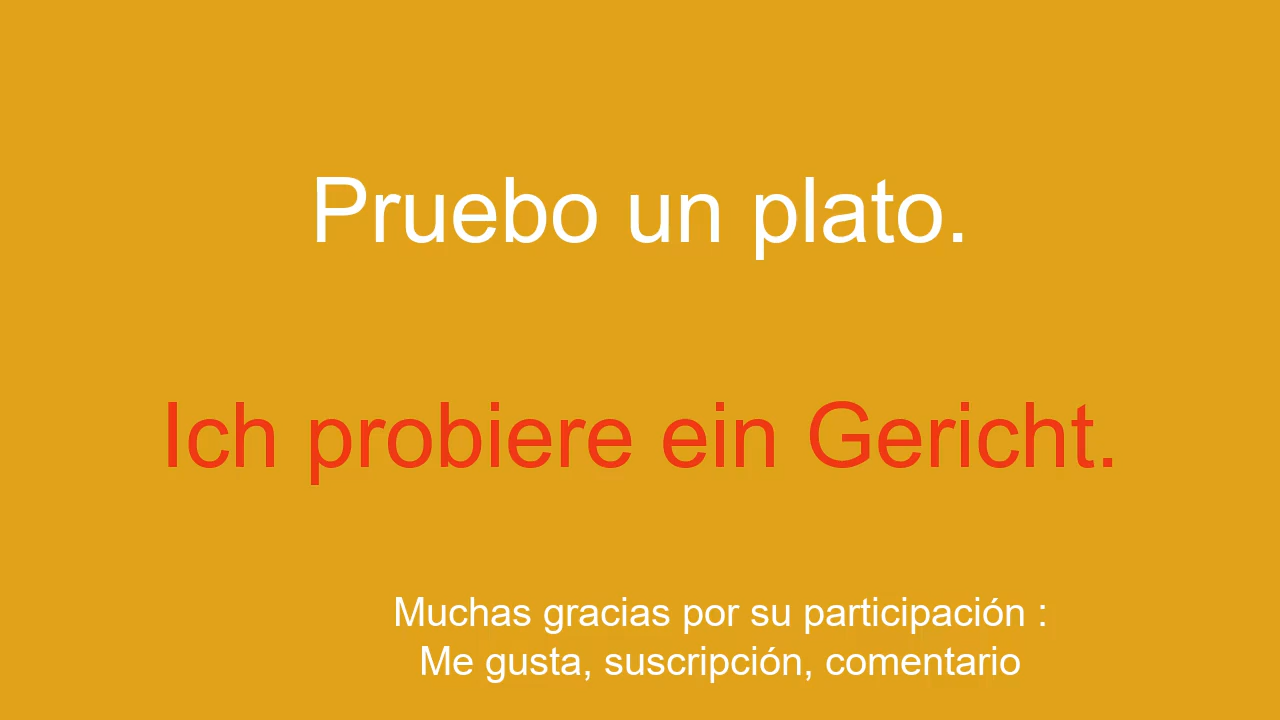 Pruebo un plato.
Ich probiere ein Gericht.
Muchas gracias por su participación :
Me gusta, suscripción, comentario